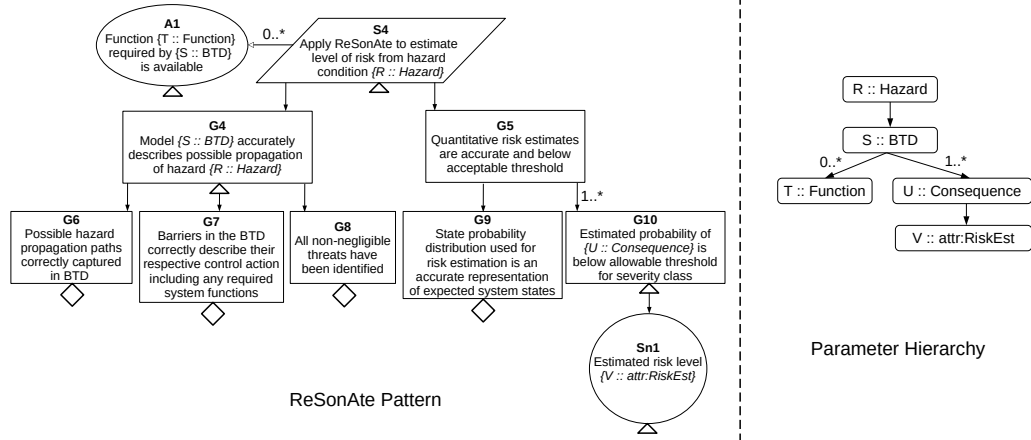 A1
Function {T :: Function}
required by {S :: BTD}
is available
0..*
S4
Apply ReSonAte to estimate
level of risk from hazard
condition {R :: Hazard}
G4
Model {S :: BTD} accurately
describes possible propagation
of hazard {R :: Hazard}
G5
Quantitative risk estimates
are accurate and below
acceptable threshold
1..*
G6
Possible hazard
propagation paths
correctly captured
in BTD
G7
Barriers in the BTD
correctly describe their
respective control action
including any required
system functions
G8
All non-negligible
threats have
been identified
G9
State probability
distribution used for
risk estimation is an
accurate representation
of expected system states
G10
Estimated probability of
{U :: Consequence} is
below allowable threshold
for severity class
Sn1
Estimated risk level
{V :: attr:RiskEst}
ReSonAte Pattern
R :: Hazard
S :: BTD
0..*
1..*
T :: Function
U :: Consequence
V :: attr:RiskEst
Parameter Hierarchy